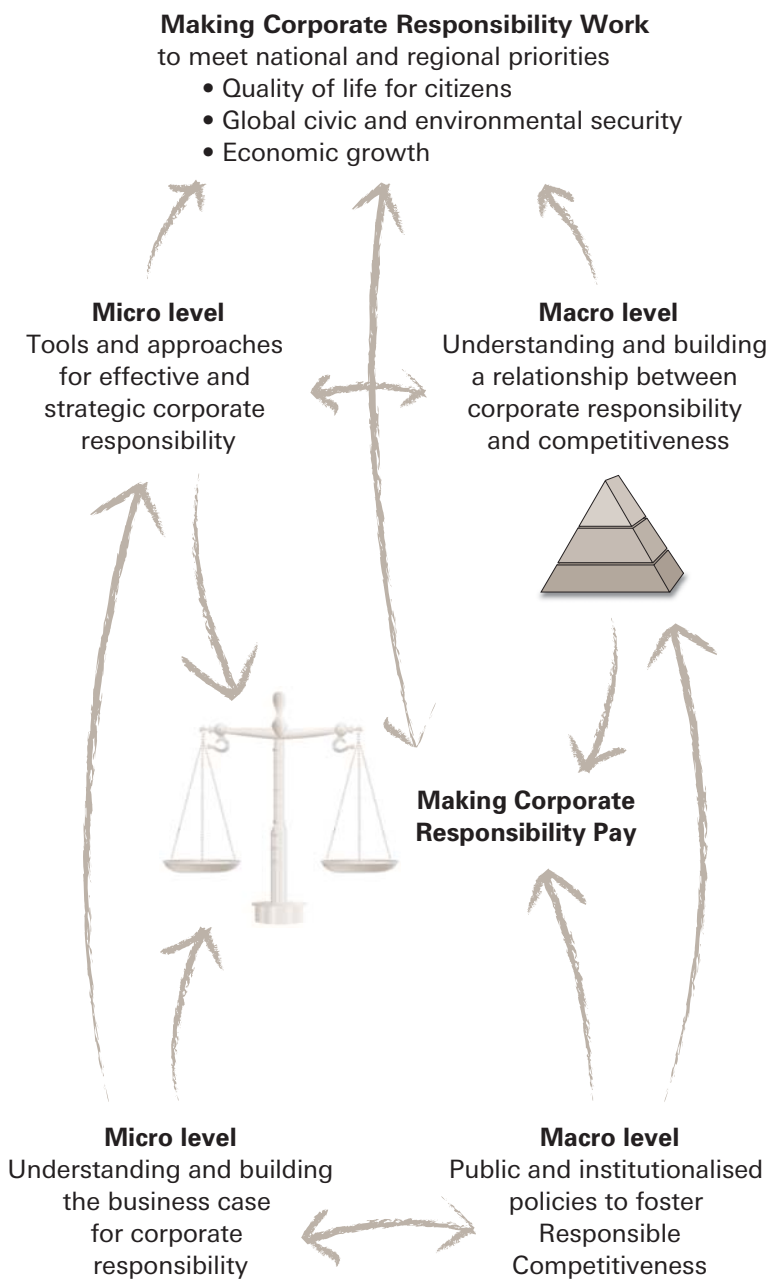 Making Corporate Responsibility Work
to meet national and regional priorities
• Quality of life for citizens
• Global civic and environmental security
• Economic growth
Micro level
Tools and approaches
for effective and
strategic corporate
responsibility
Macro level
Understanding and building
a relationship between
corporate responsibility
and competitiveness
Making Corporate
Responsibility Pay
Micro level
Understanding and building
the business case
for corporate
responsibility
Macro level
Public and institutionalised
policies to foster
Responsible
Competitiveness